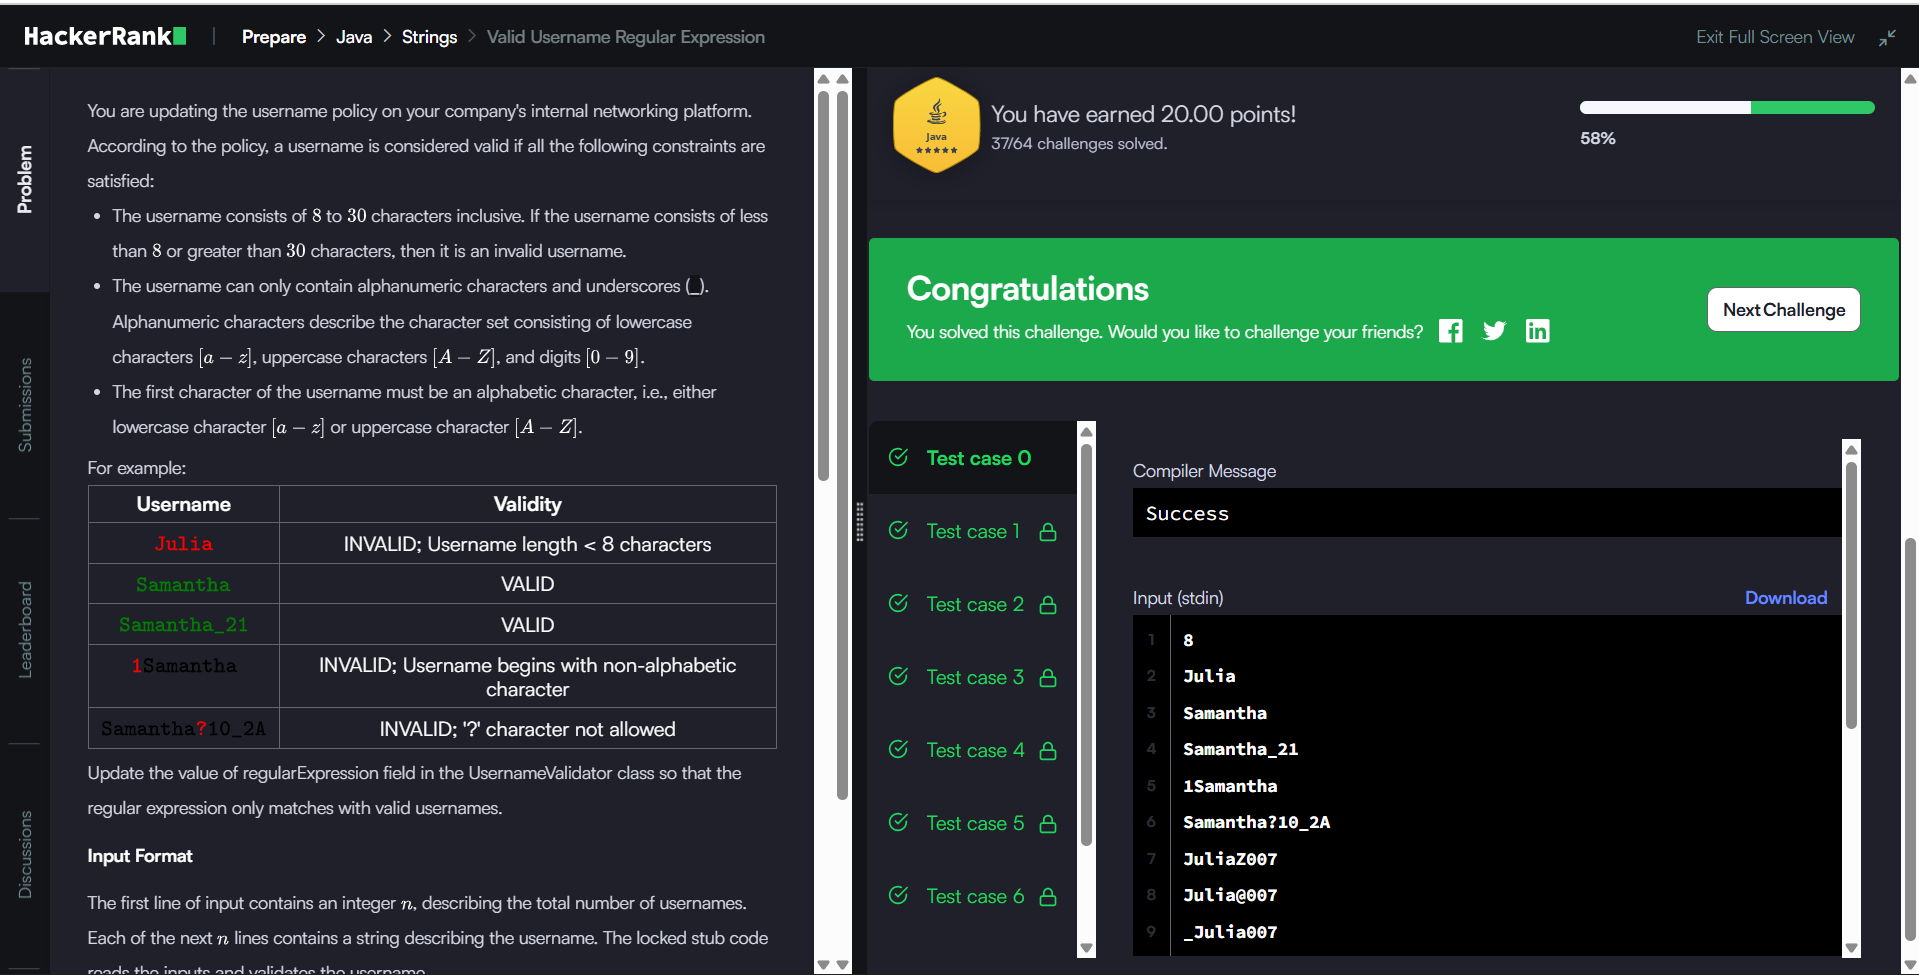 HackerRank
Prepare > Java > Strings > Valid Username Regular Expression
Exit Full Screen View
Problem
Submissions
Leaderboard
Discussions
You are updating the username policy on your company's internal networking platform.
According to the policy, a username is considered valid if all the following constraints are
satisfied:
• The username consists of 8 to 30 characters inclusive. If the username consists of less
than 8 or greater than 30 characters, then it is an invalid username.
• The username can only contain alphanumeric characters and underscores (_).
Alphanumeric characters describe the character set consisting of lowercase
characters [a − z], uppercase characters [A − Z], and digits [0 − 9].
• The first character of the username must be an alphabetic character, i.e., either
lowercase character [a − z] or uppercase character [A − Z].
For example:
Username Validity
Julia INVALID; Username length < 8 characters
Samantha VALID
Samantha_21 VALID
1Samantha INVALID; Username begins with non-alphabetic
character
Samantha?10_2A INVALID; '?' character not allowed
Update the value of regularExpression field in the UsernameValidator class so that the
regular expression only matches with valid usernames.
Input Format
The first line of input contains an integer n, describing the total number of usernames.
Each of the next n lines contains a string describing the username. The locked stub code
reads the inputs and validates the username.
Java
You have earned 20.00 points!
37/64 challenges solved.
58%
Congratulations
You solved this challenge. Would you like to challenge your friends?
Next Challenge
Test case 0
Test case 1
Test case 2
Test case 3
Test case 4
Test case 5
Test case 6
Compiler Message
Success
Input (stdin)
Download
1 8
2 Julia
3 Samantha
4 Samantha_21
5 1Samantha
6 Samantha?10_2A
7 JuliaZ007
8 Julia@007
9 _Julia007